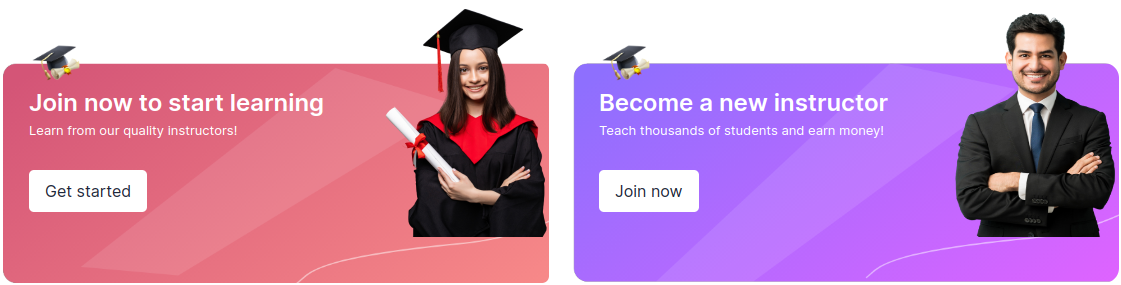 Join now to start learning
Learn from our quality instructors!
Get started
Become a new instructor
Teach thousands of students and earn money!
Join now